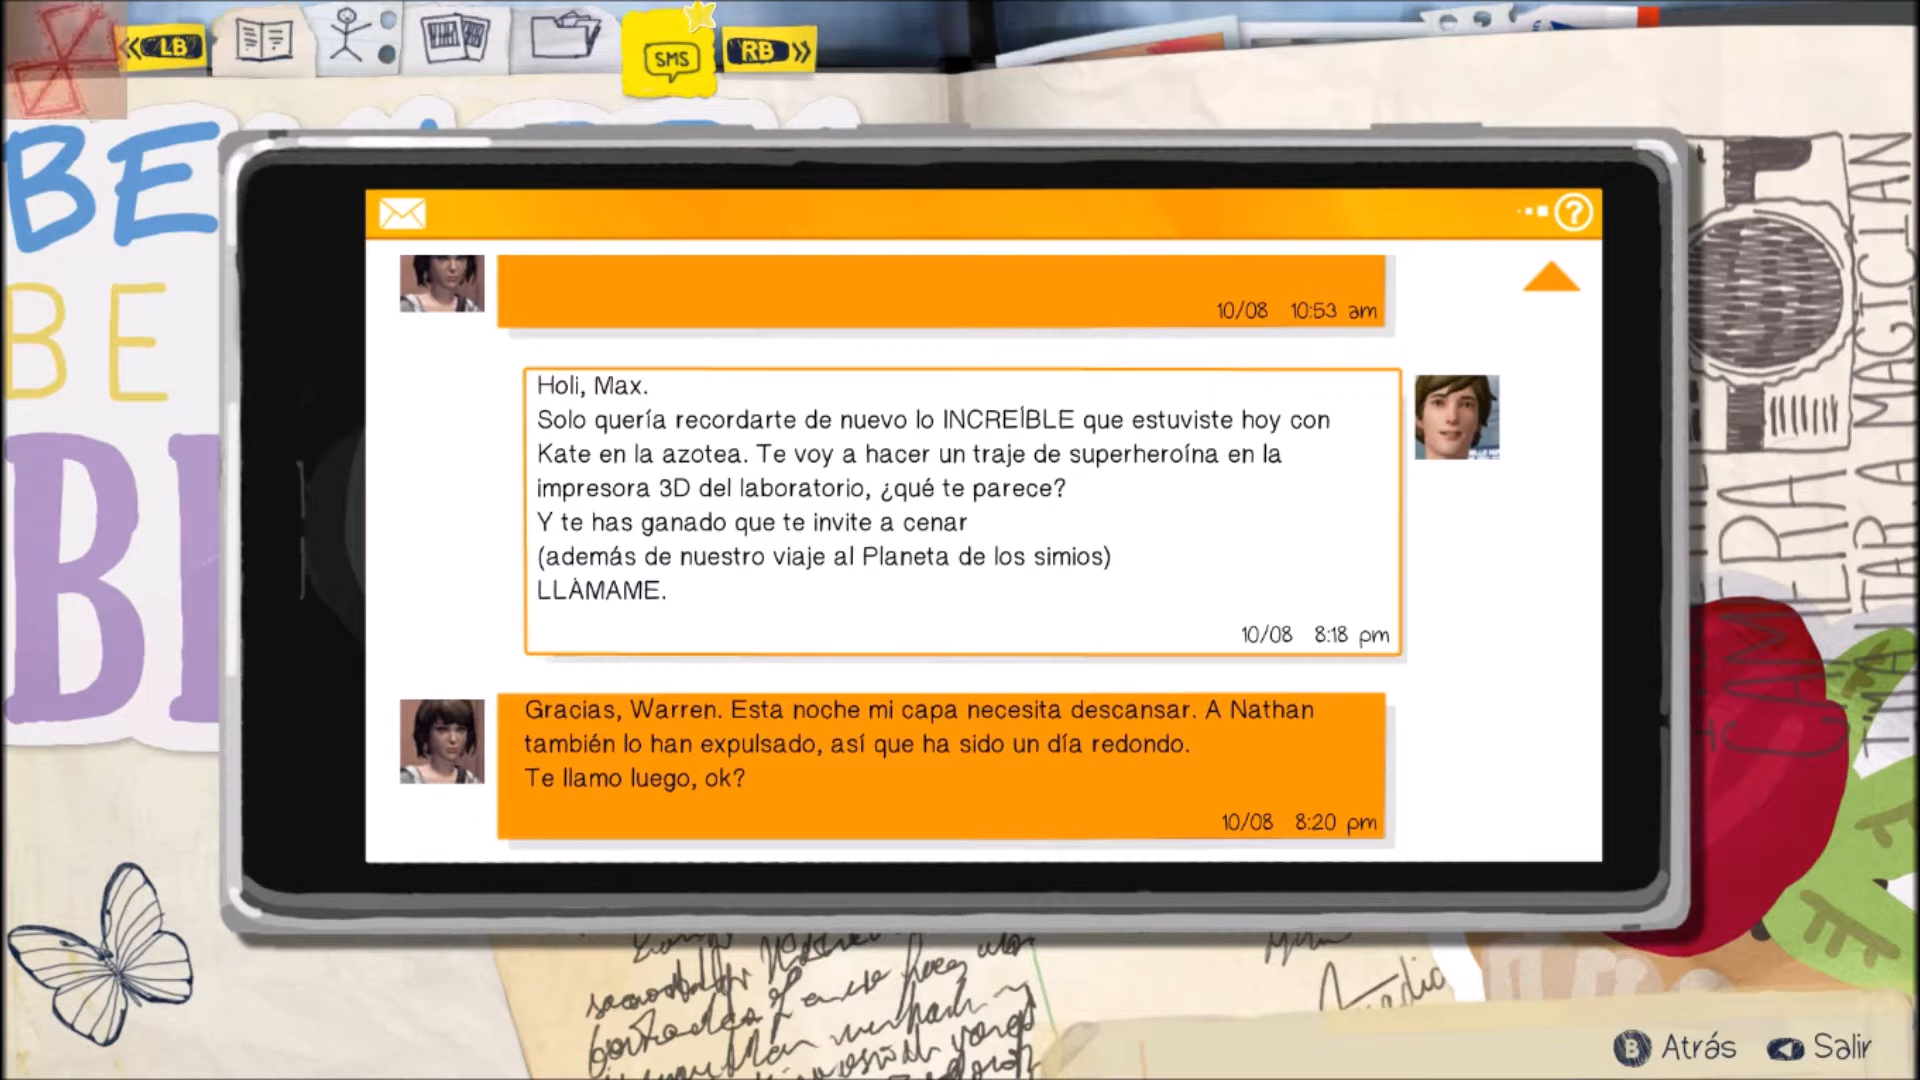 LB
SMS
RB
BE
BE
10/08 10:53 am
Holi, Max.
Solo quería recordarte de nuevo lo INCREÍBLE que estuviste hoy con
Kate en la azotea. Te voy a hacer un traje de superheroína en la
impresora 3D del laboratorio, ¿qué te parece?
Y te has ganado que te invite a cenar
(además de nuestro viaje al Planeta de los simios)
LLÁMAME.
10/08 8:18 pm
Gracias, Warren. Esta noche mi capa necesita descansar. A Nathan
también lo han expulsado, así que ha sido un día redondo.
Te llamo luego, ok?
10/08 8:20 pm
MAGICIAN
B Atrás
Salir